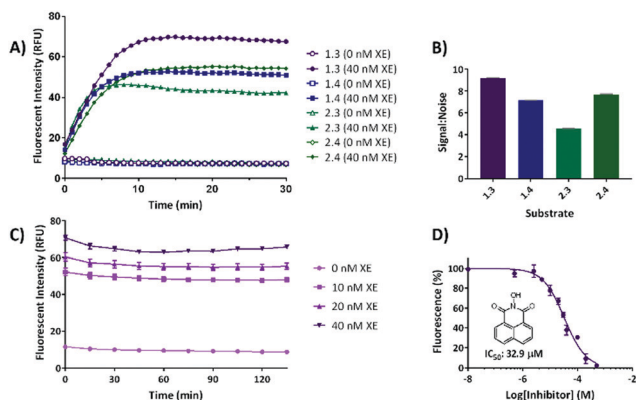 A)
Fluorescent Intensity (RFU)
80
60
40
20
0
0 10 20 30
Time (min)
1.3 (0 nM XE)
1.3 (40 nM XE)
1.4 (0 nM XE)
1.4 (40 nM XE)
2.3 (0 nM XE)
2.3 (40 nM XE)
2.4 (0 nM XE)
2.4 (40 nM XE)
B)
Signal:Noise
10
8
6
4
2
0
1.3 1.4 2.3 2.4
Substrate
C)
Fluorescent Intensity (RFU)
80
60
40
20
0
0 30 60 90 120
Time (min)
0 nM XE
10 nM XE
20 nM XE
40 nM XE
D)
Fluorescence (%)
100
80
60
40
20
0
OH
O N O
IC50: 32.9 µM
-8 -6 -4 -2
Log[Inhibitor] (M)